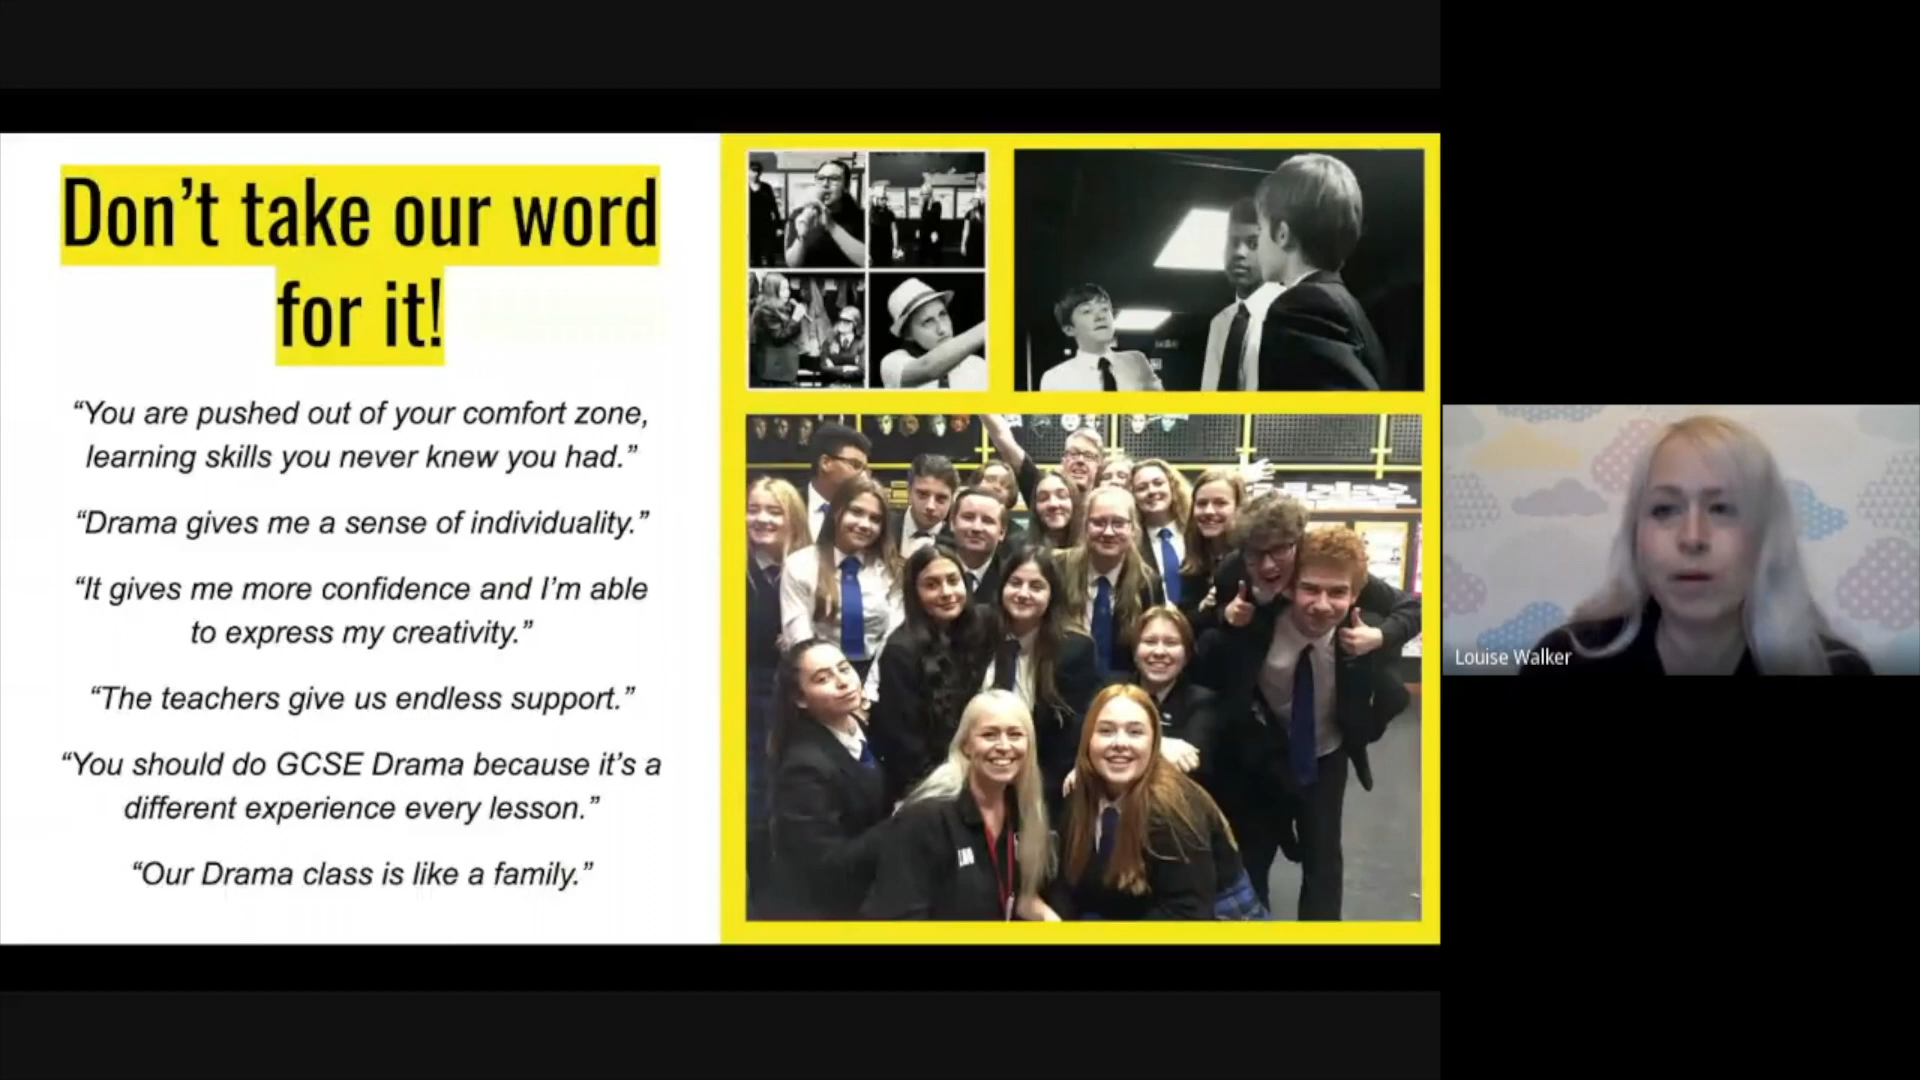 Don’t take our word
for it!
“You are pushed out of your comfort zone,
learning skills you never knew you had.”
“Drama gives me a sense of individuality.”
“It gives me more confidence and I’m able
to express my creativity.”
“The teachers give us endless support.”
“You should do GCSE Drama because it’s a
different experience every lesson.”
“Our Drama class is like a family.”
Louise Walker